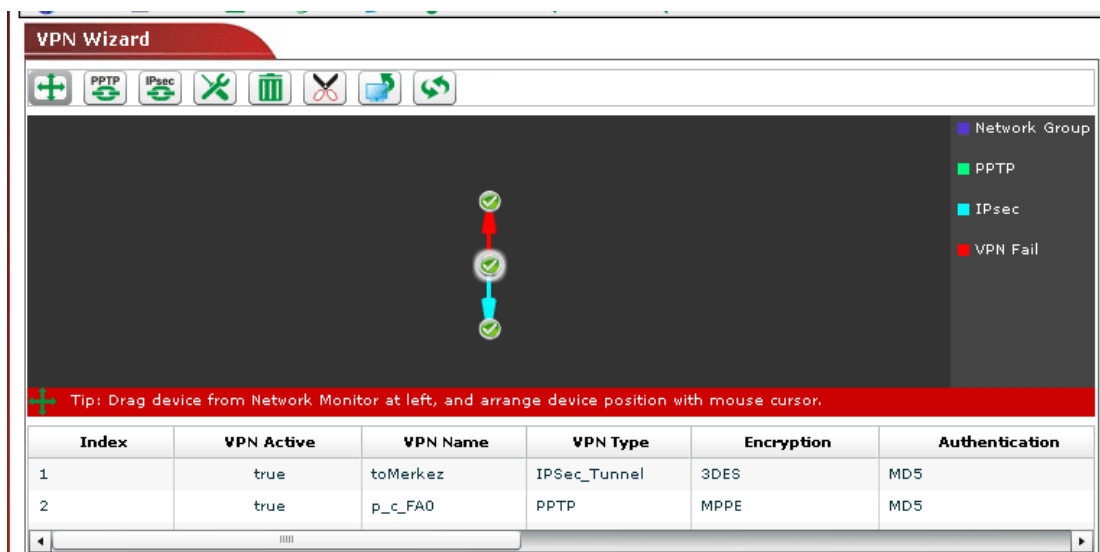 VPN Wizard
PPTP
IPsec
Network Group
PPTP
IPsec
VPN Fail
Tip: Drag device from Network Monitor at left, and arrange device position with mouse cursor.
Index VPN Active VPN Name VPN Type Encryption Authentication
1 true toMerkez IPSec_Tunnel 3DES MD5
2 true p_c_FA0 PPTP MPPE MD5